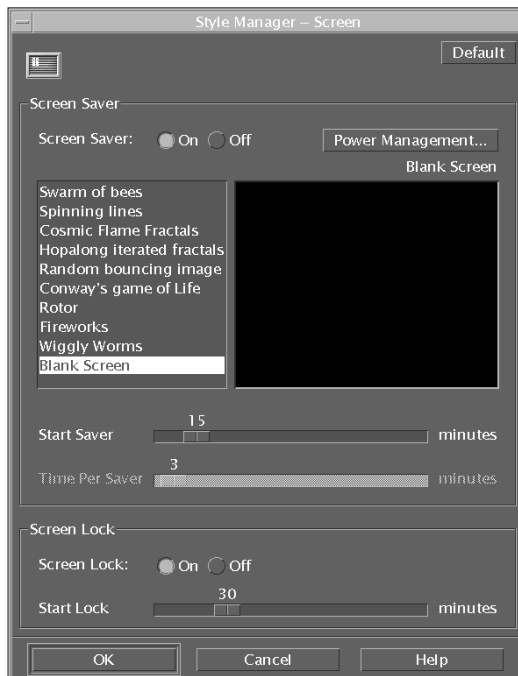 Style Manager – Screen
Default
Screen Saver
Screen Saver: On Off Power Management...
Blank Screen
Swarm of bees
Spinning lines
Cosmic Flame Fractals
Hopalong iterated fractals
Random bouncing image
Conway's game of Life
Rotor
Fireworks
Wiggly Worms
Blank Screen
15
Start Saver minutes
3
Time Per Saver minutes
Screen Lock
Screen Lock: On Off
30
Start Lock minutes
OK Cancel Help